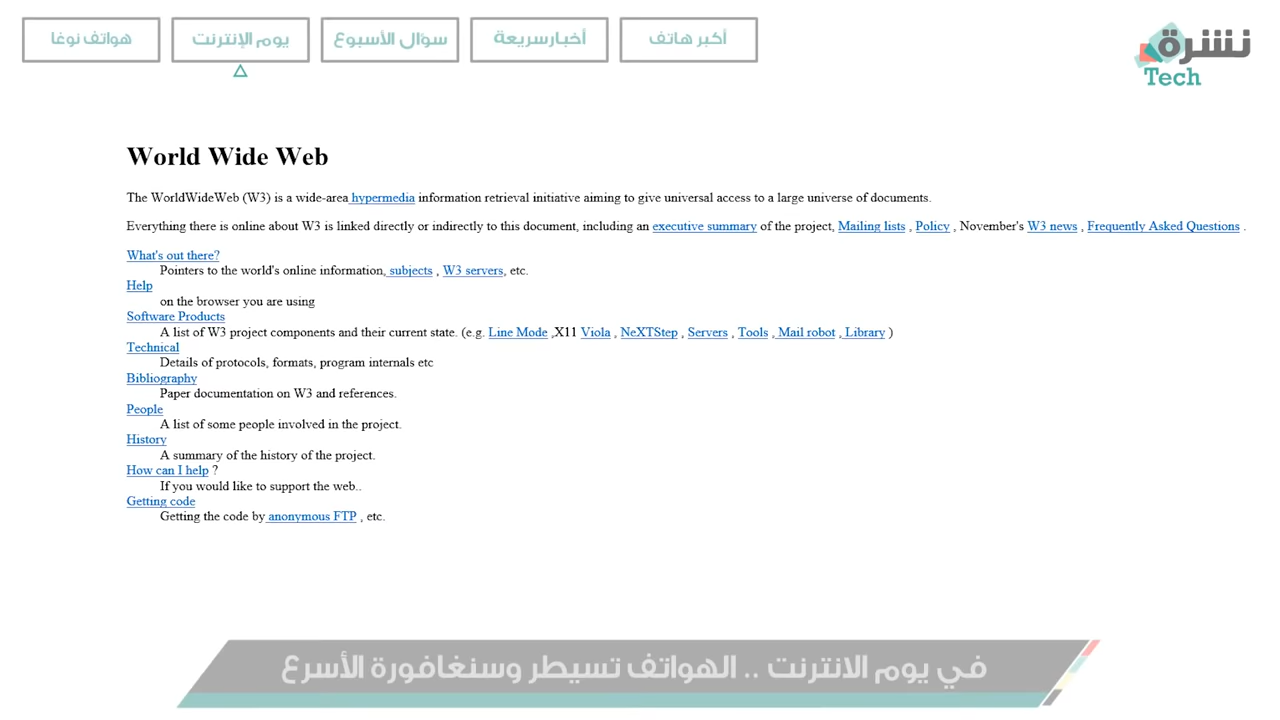 أكبر هاتف
أخبار سريعة
سؤال الأسبوع
يوم الإنترنت
هواتف نوغا
نشرة
Tech
World Wide Web
The WorldWideWeb (W3) is a wide-area hypermedia information retrieval initiative aiming to give universal access to a large universe of documents.
Everything there is online about W3 is linked directly or indirectly to this document, including an executive summary of the project, Mailing lists , Policy , November's W3 news , Frequently Asked Questions .
What's out there?
Pointers to the world's online information, subjects , W3 servers, etc.
Help
on the browser you are using
Software Products
A list of W3 project components and their current state. (e.g. Line Mode ,X11 Viola , NeXTStep , Servers , Tools , Mail robot , Library )
Technical
Details of protocols, formats, program internals etc
Bibliography
Paper documentation on W3 and references.
People
A list of some people involved in the project.
History
A summary of the history of the project.
How can I help ?
If you would like to support the web..
Getting code
Getting the code by anonymous FTP , etc.
في يوم الانترنت .. الهواتف تسيطر وسنغافورة الأسرع